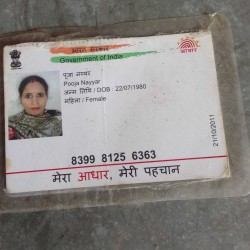 भारत सरकार
Government of India
आधार
पूजा नय्यर
Pooja Nayyar
जन्म तिथि / DOB : 22/07/1980
महिला / Female
21/10/2011
8399 8125 6363
मेरा आधार, मेरी पहचान